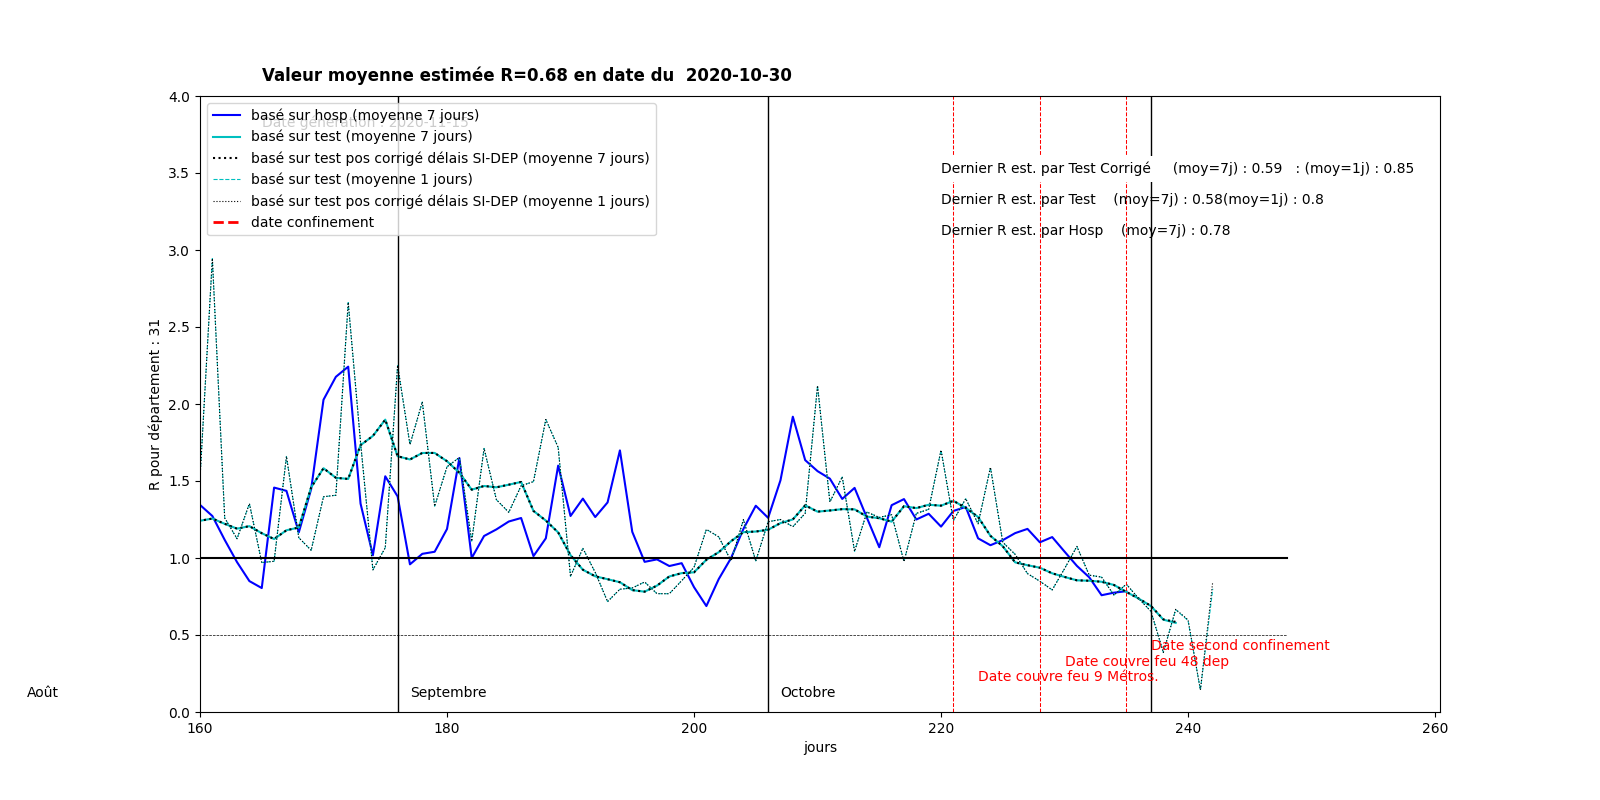 Valeur moyenne estimée R=0.68 en date du  2020-10-30
4.0
basé sur hosp (moyenne 7 jours)
Date génération : 2020-11-15
basé sur test (moyenne 7 jours)
basé sur test pos corrigé délais SI-DEP (moyenne 7 jours)
basé sur test (moyenne 1 jours)
basé sur test pos corrigé délais SI-DEP (moyenne 1 jours)
date confinement
Dernier R est. par Test Corrigé (moy=7j) : 0.59 : (moy=1j) : 0.85
Dernier R est. par Test (moy=7j) : 0.58(moy=1j) : 0.8
Dernier R est. par Hosp (moy=7j) : 0.78
3.5
3.0
2.5
2.0
1.5
1.0
0.5
0.0
R pour département : 31
Date second confinement
Date couvre feu 48 dep
Date couvre feu 9 Métros.
Août
Septembre
Octobre
160 180 200 220 240 260
jours